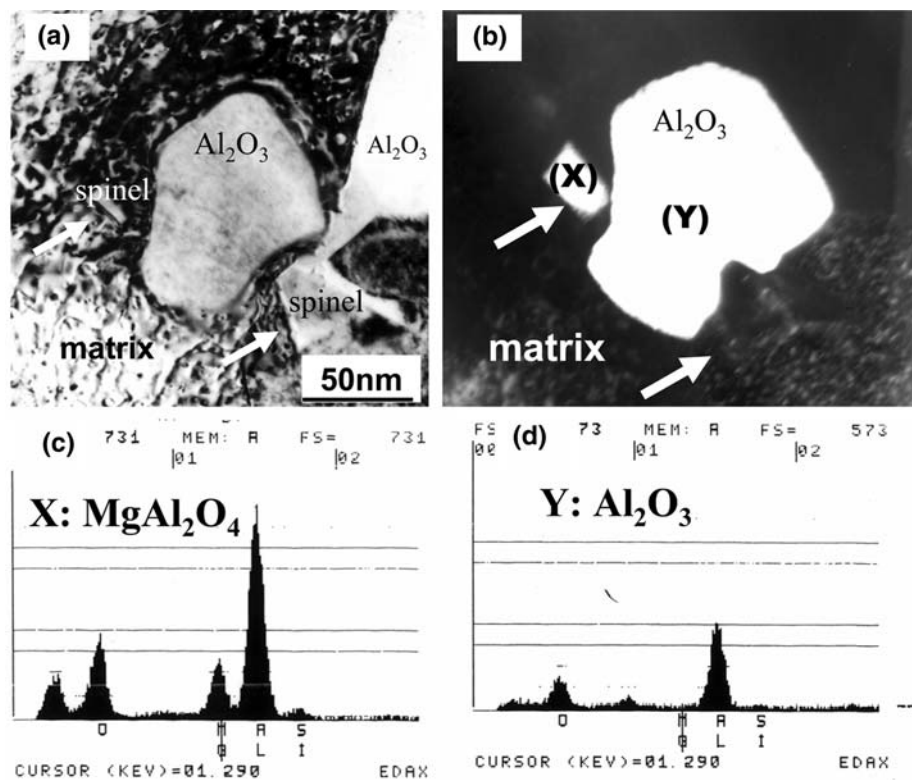 (a)
Al2O3
Al2O3
spinel
spinel
matrix
50nm
(b)
Al2O3
(X)
(Y)
matrix
(c)
731 MEM: A FS= 731
01 02
X: MgAl2O4
O M A S
G L I
CURSOR (KEV)=01.290 EDAX
(d)
FS 73 MEM: A FS= 573
00 01 02
Y: Al2O3
O M A S
G L I
CURSOR (KEV)=01.290 EDAX